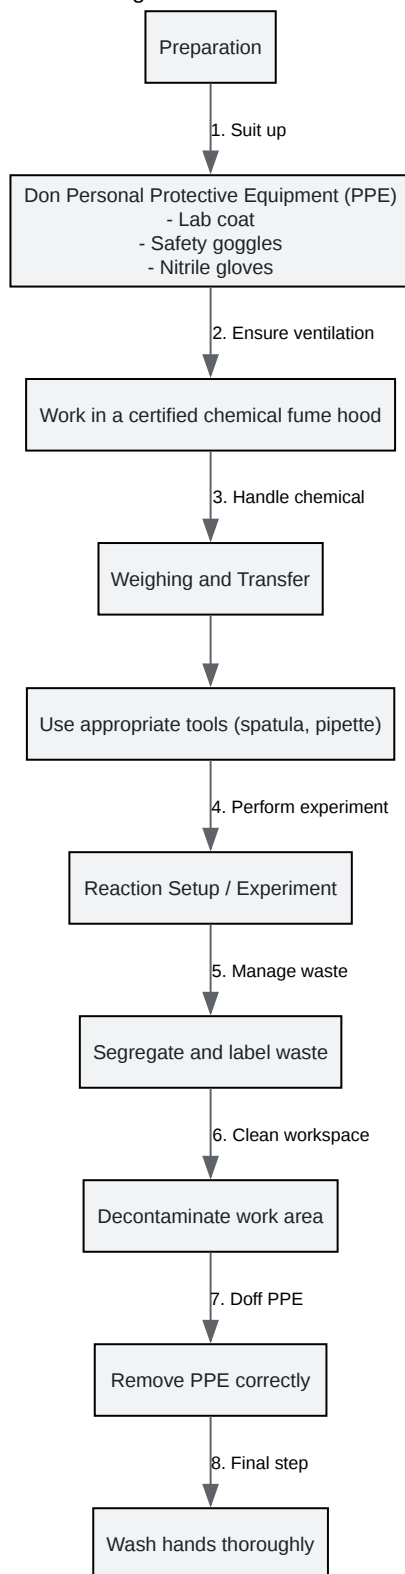 Preparation
1. Suit up
Don Personal Protective Equipment (PPE)
- Lab coat
- Safety goggles
- Nitrile gloves
2. Ensure ventilation
Work in a certified chemical fume hood
3. Handle chemical
Weighing and Transfer
Use appropriate tools (spatula, pipette)
4. Perform experiment
Reaction Setup / Experiment
5. Manage waste
Segregate and label waste
6. Clean workspace
Decontaminate work area
7. Doff PPE
Remove PPE correctly
8. Final step
Wash hands thoroughly